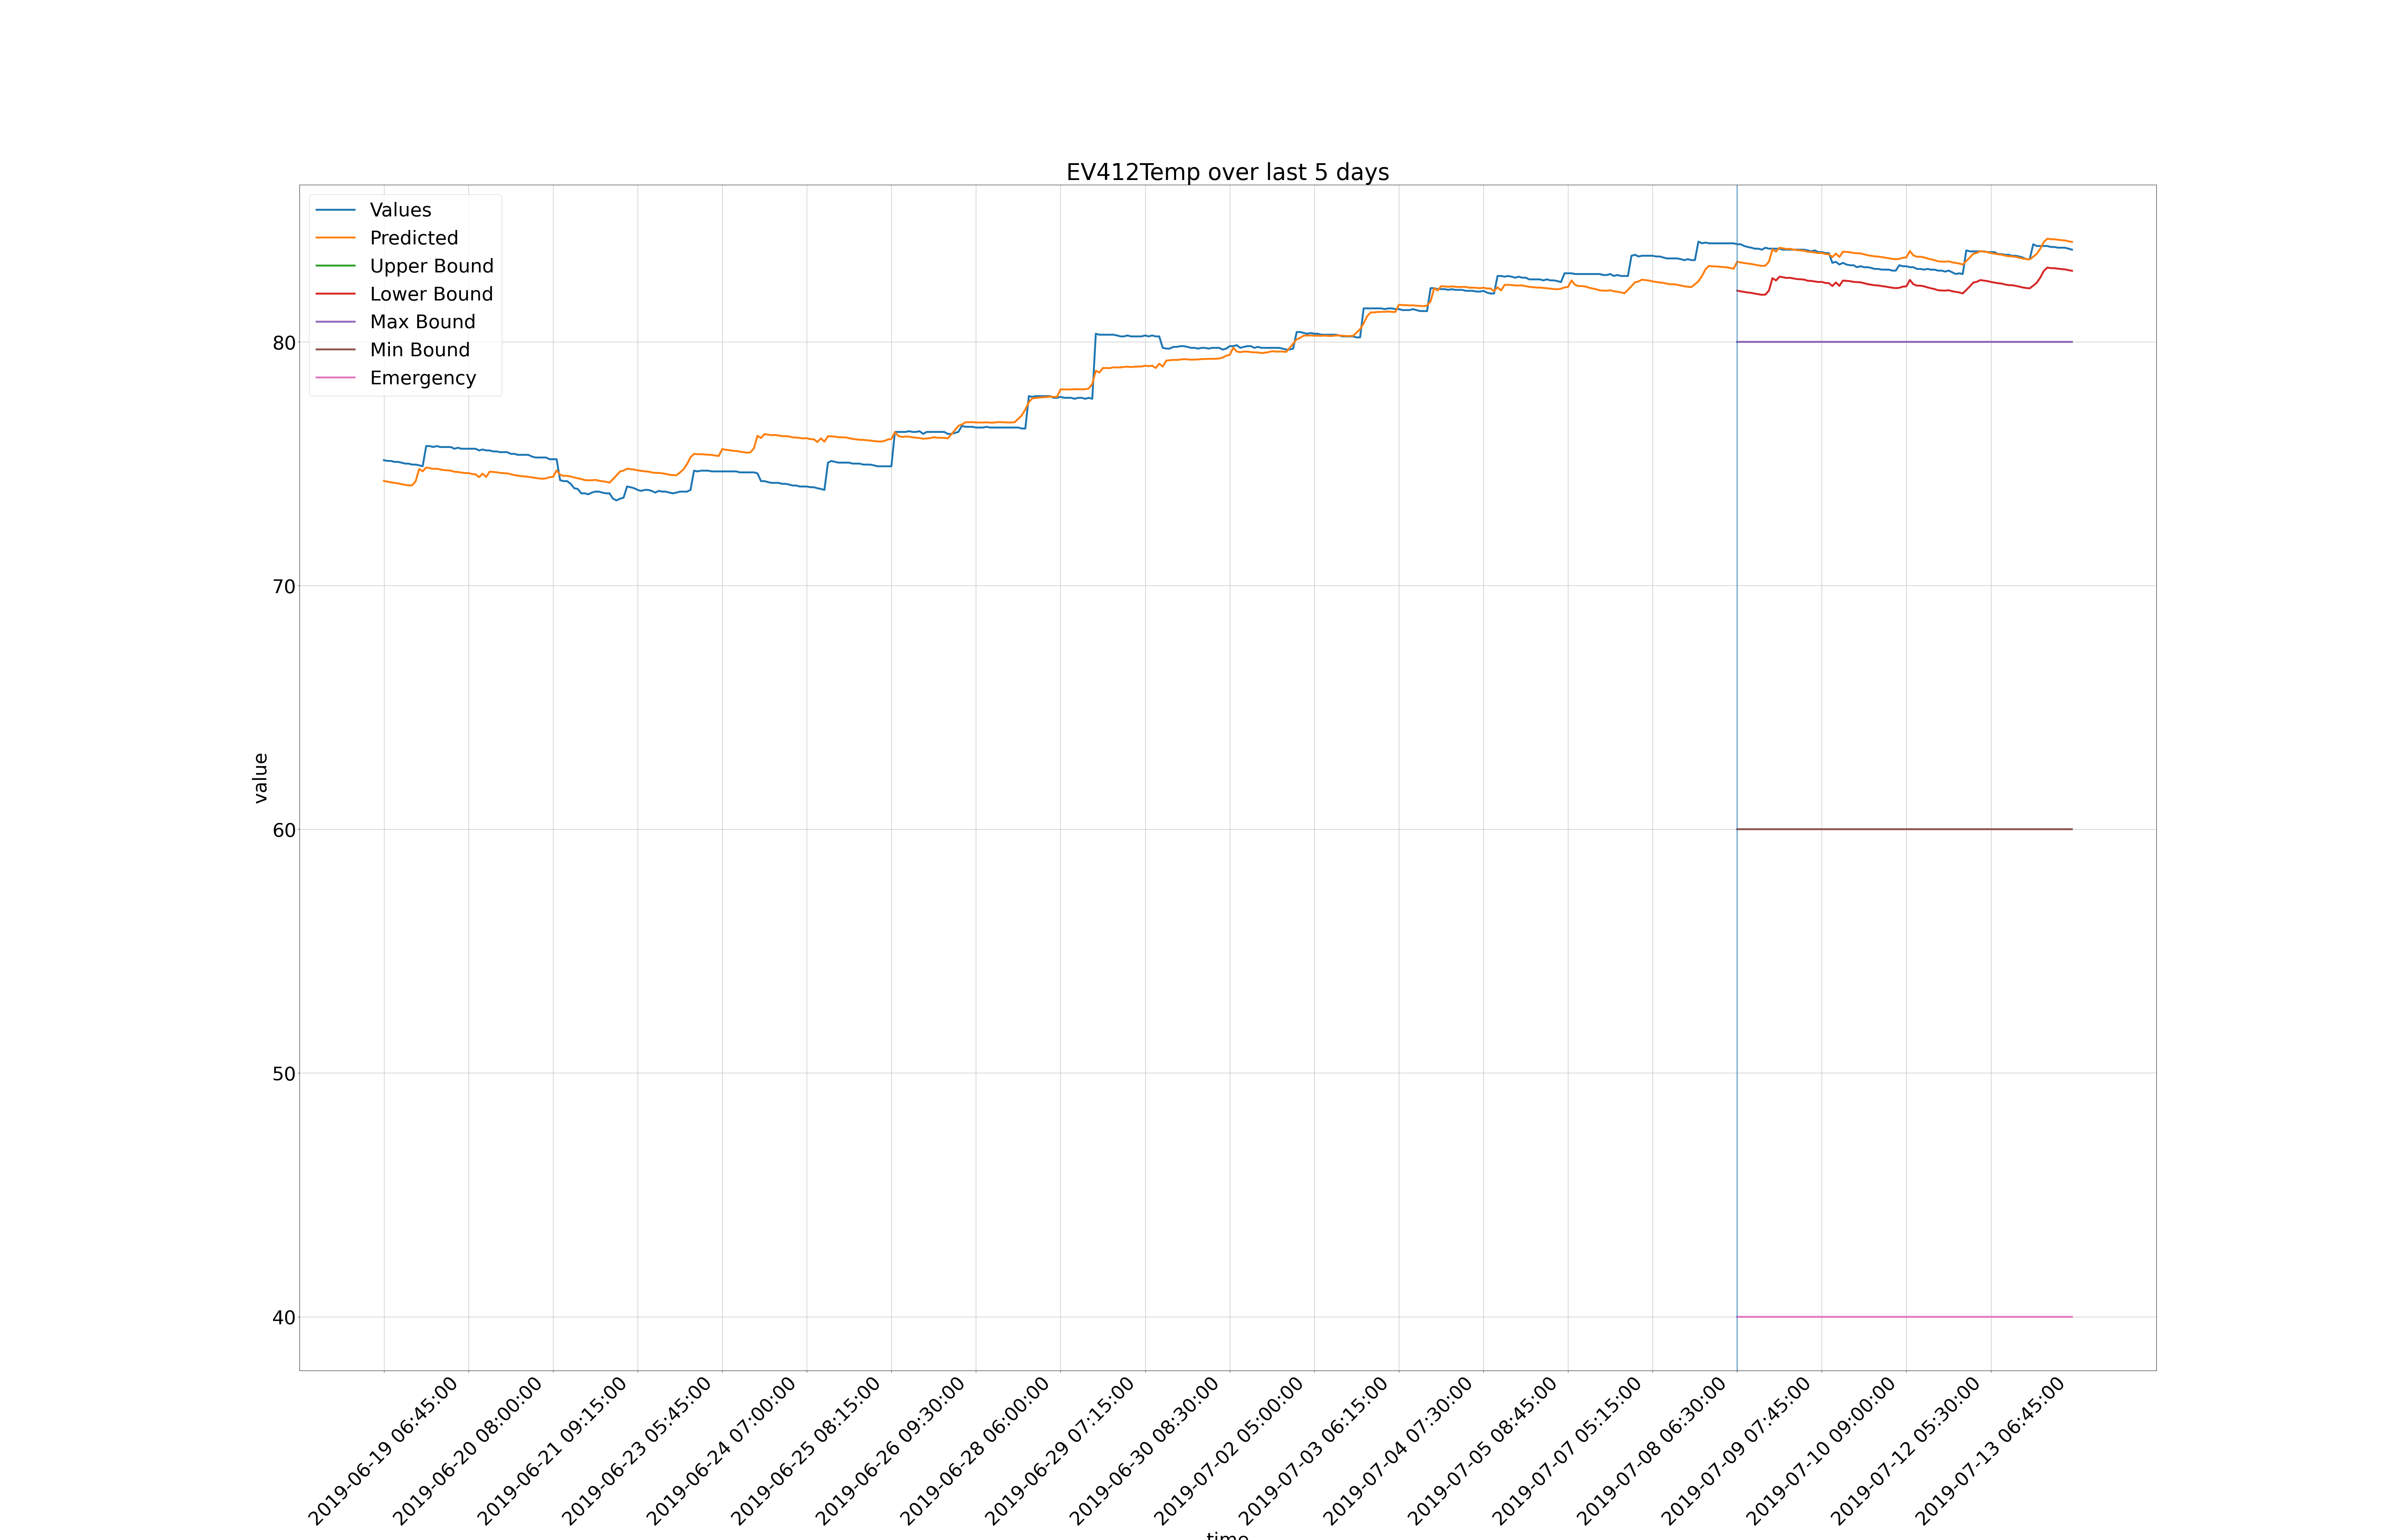 EV412Temp over last 5 days
Values
Predicted
Upper Bound
Lower Bound
Max Bound
Min Bound
Emergency
80
70
60
50
40
value
2019-06-19 06:45:00
2019-06-20 08:00:00
2019-06-21 09:15:00
2019-06-23 05:45:00
2019-06-24 07:00:00
2019-06-25 08:15:00
2019-06-26 09:30:00
2019-06-28 06:00:00
2019-06-29 07:15:00
2019-06-30 08:30:00
2019-07-02 05:00:00
2019-07-03 06:15:00
2019-07-04 07:30:00
2019-07-05 08:45:00
2019-07-07 05:15:00
2019-07-08 06:30:00
2019-07-09 07:45:00
2019-07-10 09:00:00
2019-07-12 05:30:00
2019-07-13 06:45:00
time